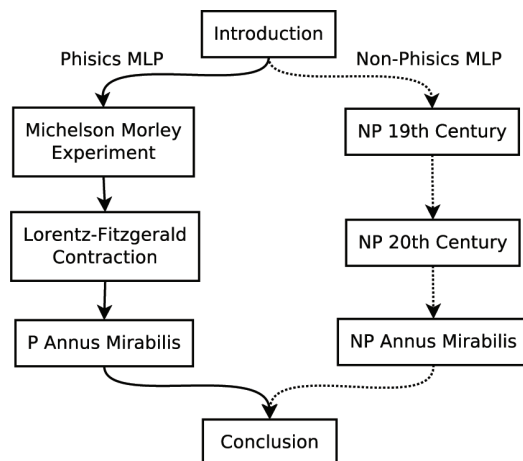 Introduction
Phisics MLP
Non-Phisics MLP
Michelson Morley
Experiment
NP 19th Century
Lorentz-Fitzgerald
Contraction
NP 20th Century
P Annus Mirabilis
NP Annus Mirabilis
Conclusion